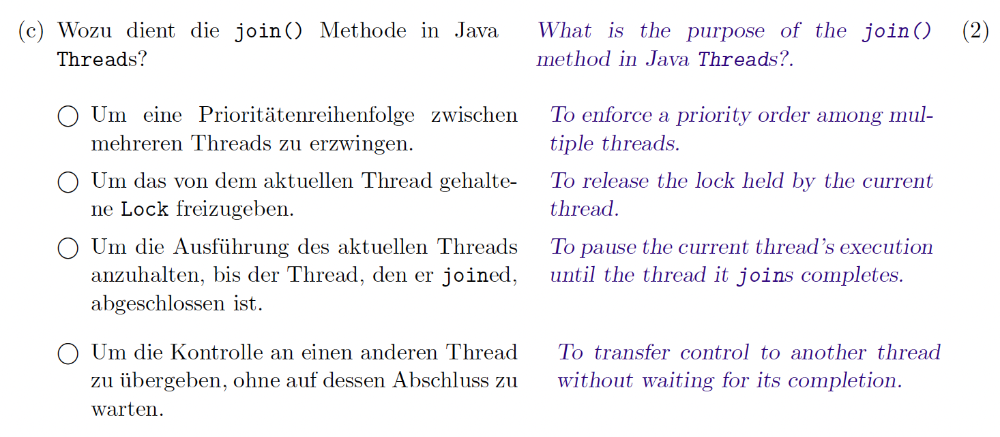 (c) Wozu dient die join() Methode in Java What is the purpose of the join() (2)
Threads? method in Java Threads?.
Um eine Prioritätenreihenfolge zwischen To enforce a priority order among mul-
mehreren Threads zu erzwingen. tiple threads.
Um das von dem aktuellen Thread gehalte- To release the lock held by the current
ne Lock freizugeben. thread.
Um die Ausführung des aktuellen Threads To pause the current thread's execution
anzuhalten, bis der Thread, den er joined, until the thread it joins completes.
abgeschlossen ist.
Um die Kontrolle an einen anderen Thread To transfer control to another thread
zu übergeben, ohne auf dessen Abschluss zu without waiting for its completion.
warten.